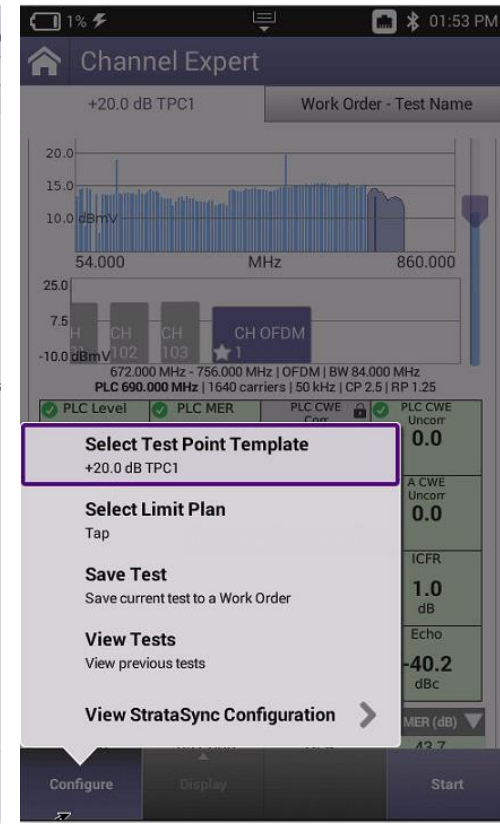 1%
01:53 PM
Channel Expert
+20.0 dB TPC1
Work Order - Test Name
20.0
15.0
10.0 dBmV
54.000 MHz 860.000
25.0
7.5
-10.0 dBmV
CH 102
CH 103
CH OFDM
1
672.000 MHz - 756.000 MHz | OFDM | BW 84.000 MHz
PLC 690.000 MHz | 1640 carriers | 50 kHz | CP 2.5 | RP 1.25
PLC Level
PLC MER
PLC CWE
Corr
PLC CWE
Uncorr
0.0
Select Test Point Template
+20.0 dB TPC1
A CWE
Uncorr
0.0
Select Limit Plan
Tap
ICFR
1.0
dB
Save Test
Save current test to a Work Order
View Tests
View previous tests
Echo
-40.2
dBc
View StrataSync Configuration
MER (dB)
43.7
Configure
Display
Start